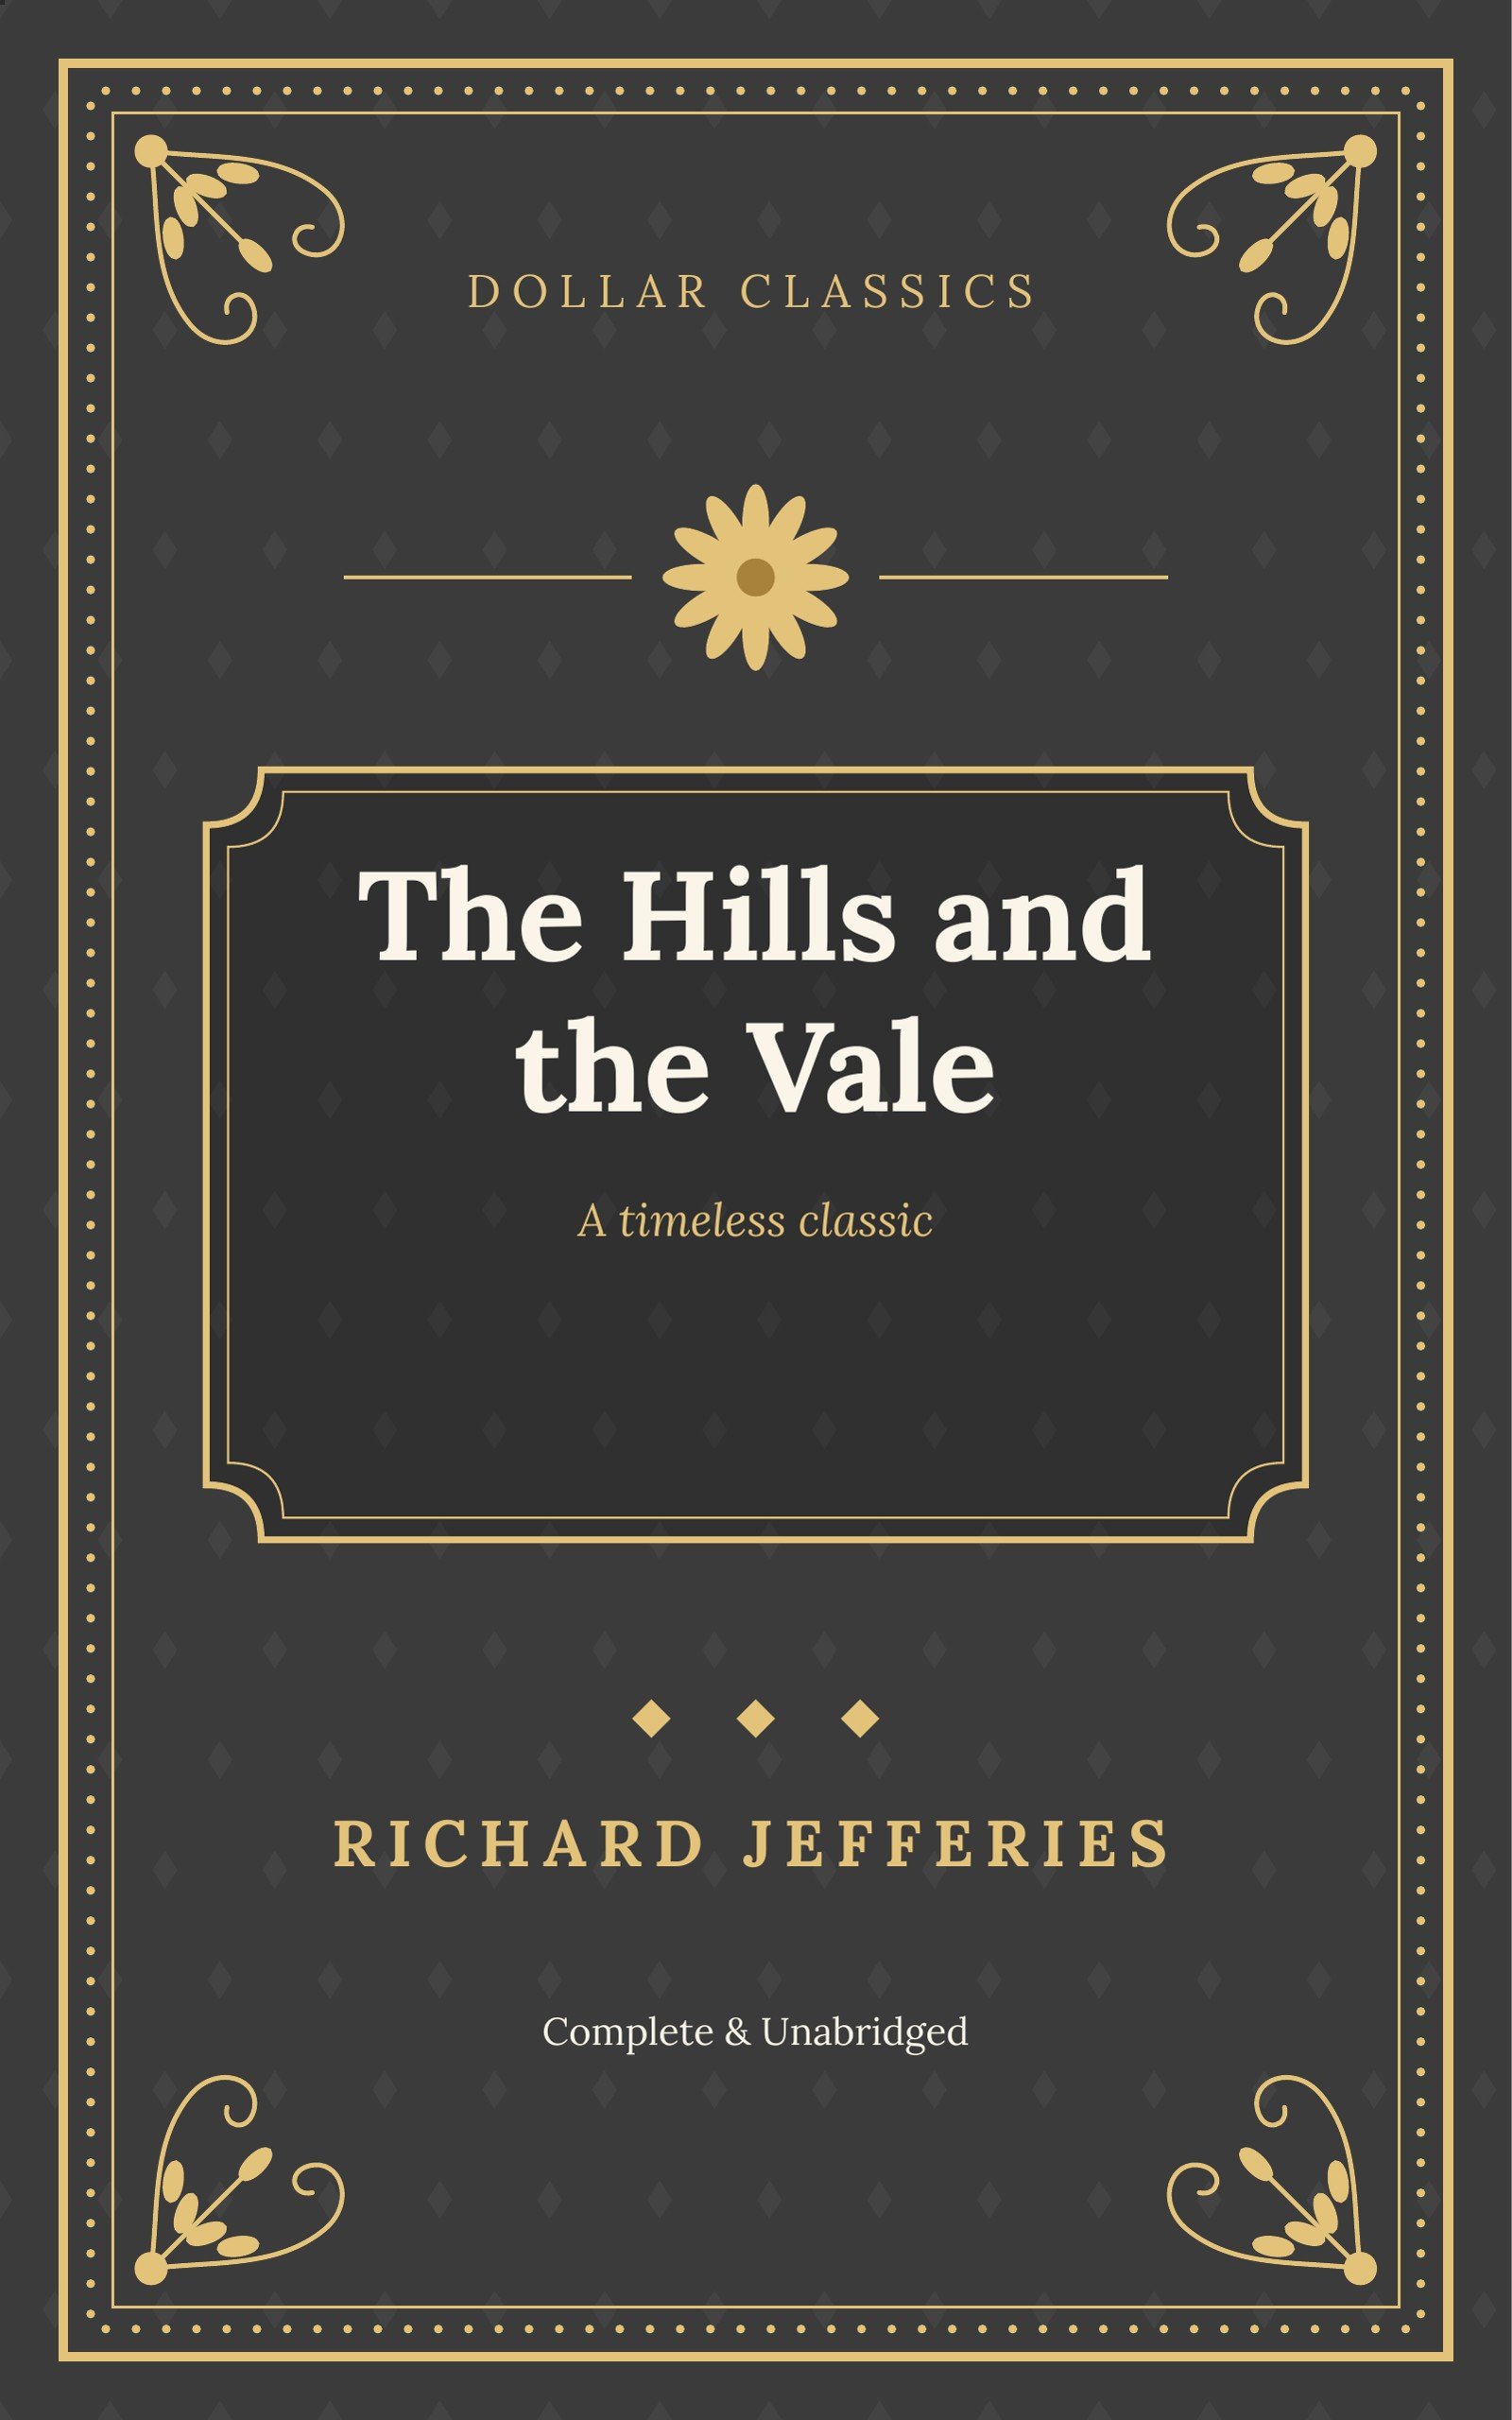 DOLLAR CLASSICS
The Hills and
the Vale
A timeless classic
RICHARD JEFFERIES
Complete & Unabridged